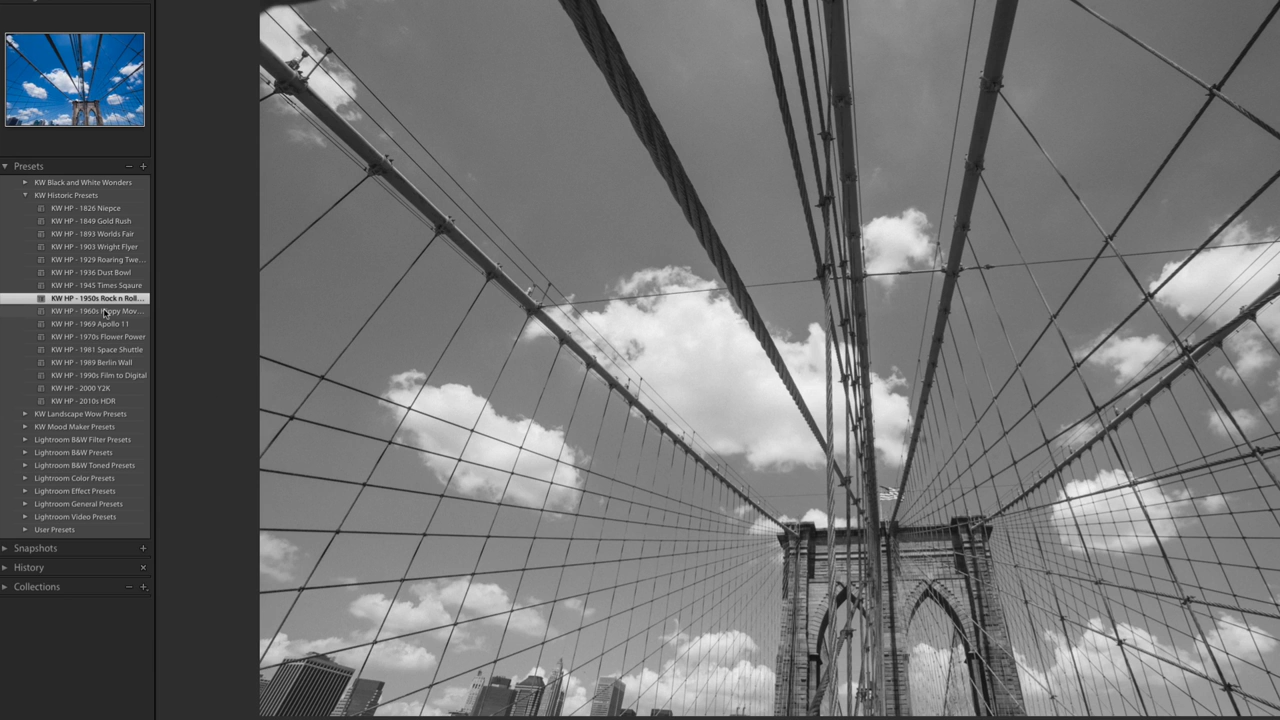 Presets
KW Black and White Wonders
KW Historic Presets
KW HP - 1826 Niepce
KW HP - 1849 Gold Rush
KW HP - 1893 Worlds Fair
KW HP - 1903 Wright Flyer
KW HP - 1929 Roaring Twe...
KW HP - 1936 Dust Bowl
KW HP - 1945 Times Sqaure
KW HP - 1950s Rock n Roll...
KW HP - 1960s Mov...
KW HP - 1969 Apollo 11
KW HP - 1970s Flower Power
KW HP - 1981 Space Shuttle
KW HP - 1989 Berlin Wall
KW HP - 1990s Film to Digital
KW HP - 2000 Y2K
KW HP - 2010s HDR
KW Landscape Wow Presets
KW Mood Maker Presets
Lightroom B&W Filter Presets
Lightroom B&W Presets
Lightroom B&W Toned Presets
Lightroom Color Presets
Lightroom Effect Presets
Lightroom General Presets
Lightroom Video Presets
User Presets
Snapshots
History
Collections